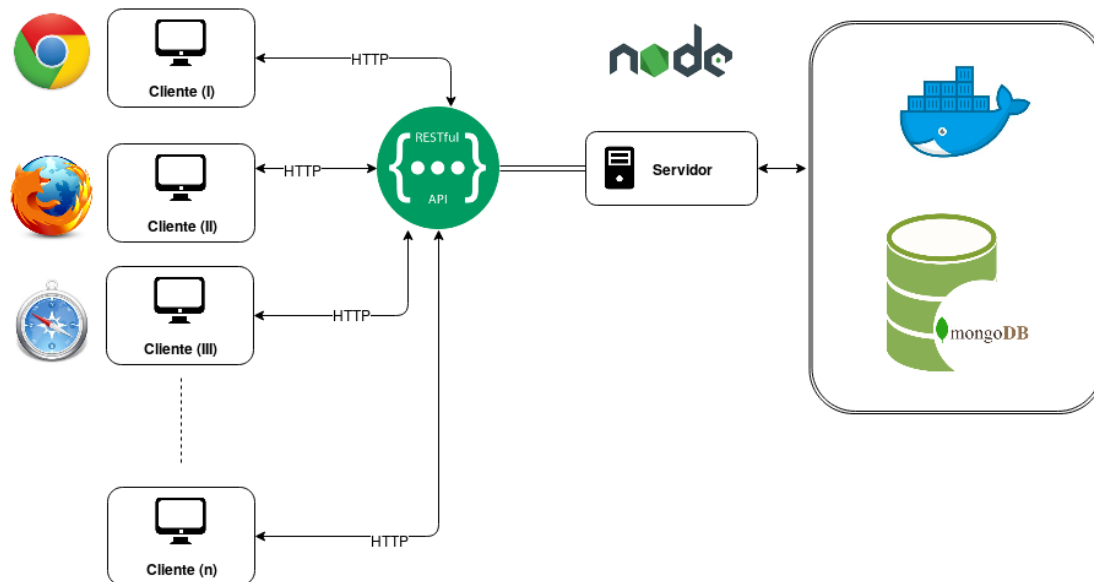 Cliente (I)
HTTP
node
RESTful
API
Cliente (II)
HTTP
Servidor
Cliente (III)
HTTP
mongoDB
Cliente (n)
HTTP